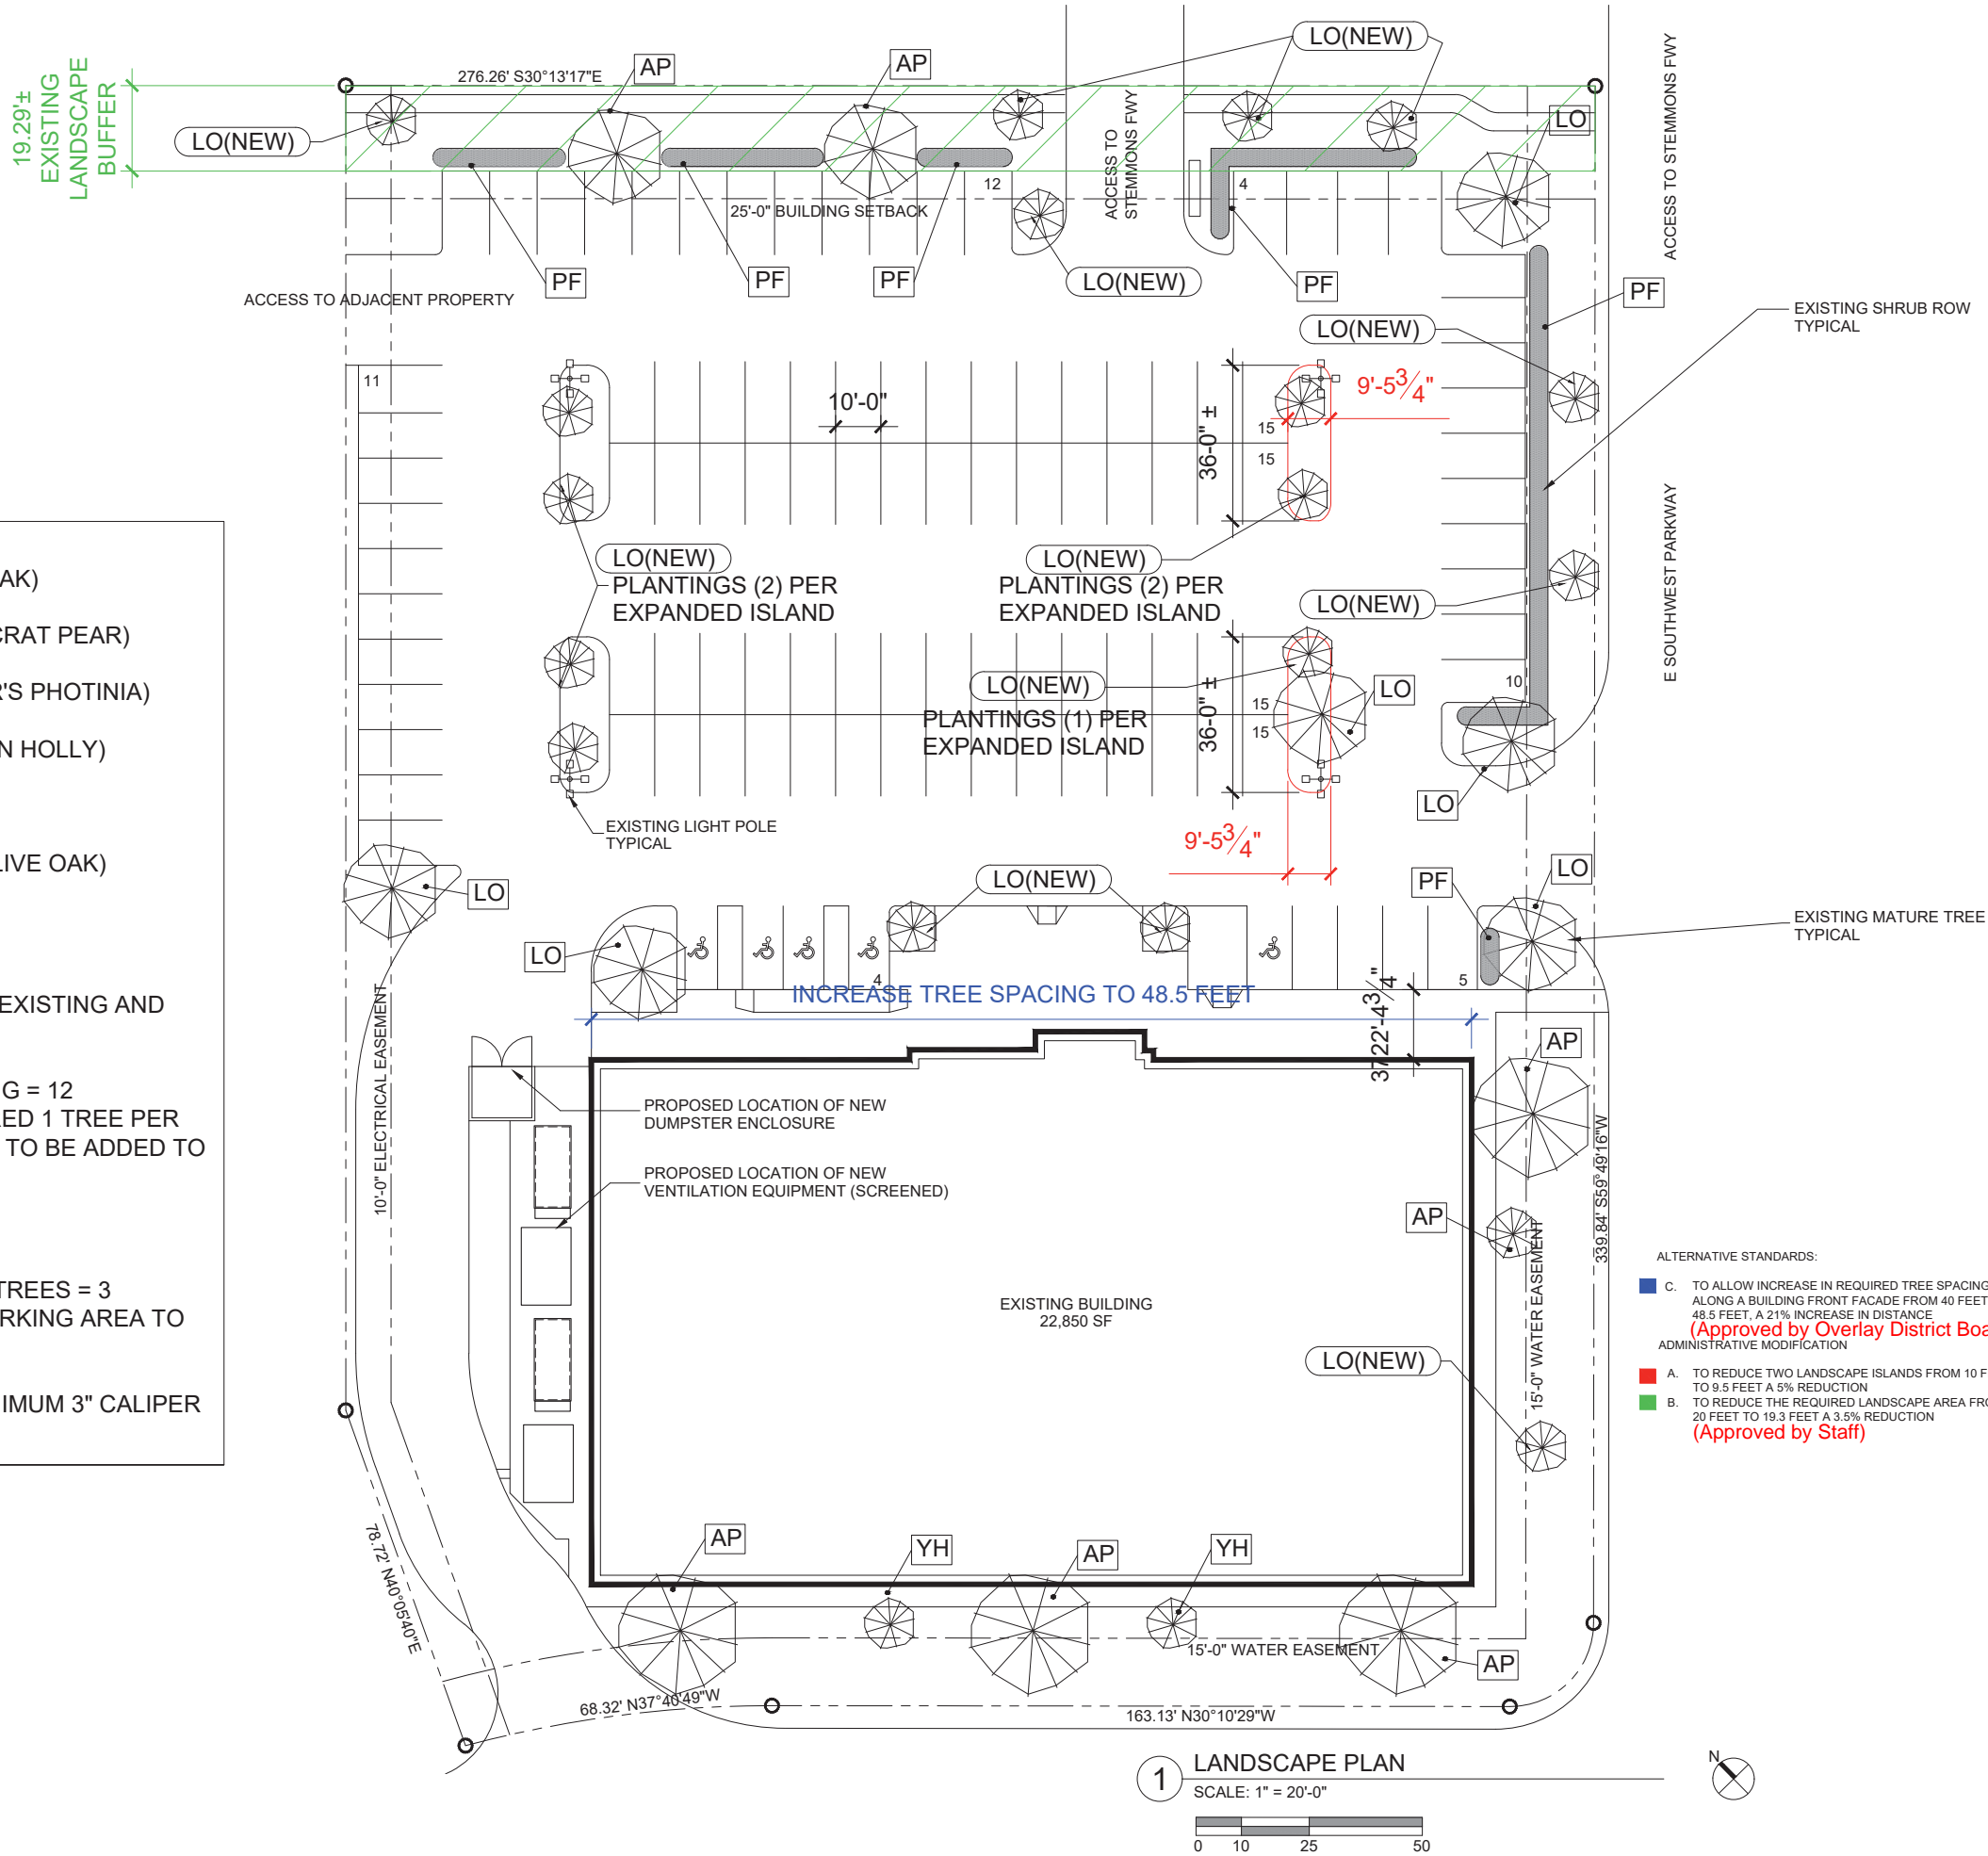 19.29'±
EXISTING
LANDSCAPE
BUFFER
276.26' S30°13'17"E
AP
AP
LO(NEW)
LO(NEW)
LO
ACCESS TO
STEMMONS FWY
ACCESS TO STEMMONS FWY
12
4
25'-0" BUILDING SETBACK
PF
PF
PF
LO(NEW)
PF
PF
ACCESS TO ADJACENT PROPERTY
EXISTING SHRUB ROW
TYPICAL
LO(NEW)
11
10'-0"
36'-0" ±
15
15
9'-5 3/4"
E SOUTHWEST PARKWAY
LO(NEW)
PLANTINGS (2) PER
EXPANDED ISLAND
LO(NEW)
PLANTINGS (2) PER
EXPANDED ISLAND
LO(NEW)
LO(NEW)
PLANTINGS (1) PER
EXPANDED ISLAND
36'-0" ±
15
15
LO
10
LO
EXISTING LIGHT POLE
TYPICAL
9'-5 3/4"
LO
LO(NEW)
PF
LO
EXISTING MATURE TREE
TYPICAL
LO
4
5
INCREASE TREE SPACING TO 48.5 FEET
22'-4 3/4"
10'-0" ELECTRICAL EASEMENT
AP
PROPOSED LOCATION OF NEW
DUMPSTER ENCLOSURE
PROPOSED LOCATION OF NEW
VENTILATION EQUIPMENT (SCREENED)
339.84' S59°49'16"W
AP
15'-0" WATER EASEMENT
EXISTING BUILDING
22,850 SF
LO(NEW)
AP
YH
AP
YH
AP
15'-0" WATER EASEMENT
78.72' N40°05'40"E
68.32' N37°40'49"W
163.13' N30°10'29"W
AK)
CRAT PEAR)
R'S PHOTINIA)
N HOLLY)
LIVE OAK)
EXISTING AND
G = 12
ED 1 TREE PER
TO BE ADDED TO
TREES = 3
RKING AREA TO
IMUM 3" CALIPER
ALTERNATIVE STANDARDS:
C. TO ALLOW INCREASE IN REQUIRED TREE SPACING
ALONG A BUILDING FRONT FACADE FROM 40 FEET
48.5 FEET, A 21% INCREASE IN DISTANCE
(Approved by Overlay District Boa
ADMINISTRATIVE MODIFICATION
A. TO REDUCE TWO LANDSCAPE ISLANDS FROM 10 F
TO 9.5 FEET A 5% REDUCTION
B. TO REDUCE THE REQUIRED LANDSCAPE AREA FRO
20 FEET TO 19.3 FEET A 3.5% REDUCTION
(Approved by Staff)
1
LANDSCAPE PLAN
SCALE: 1" = 20'-0"
0 10 25 50
N